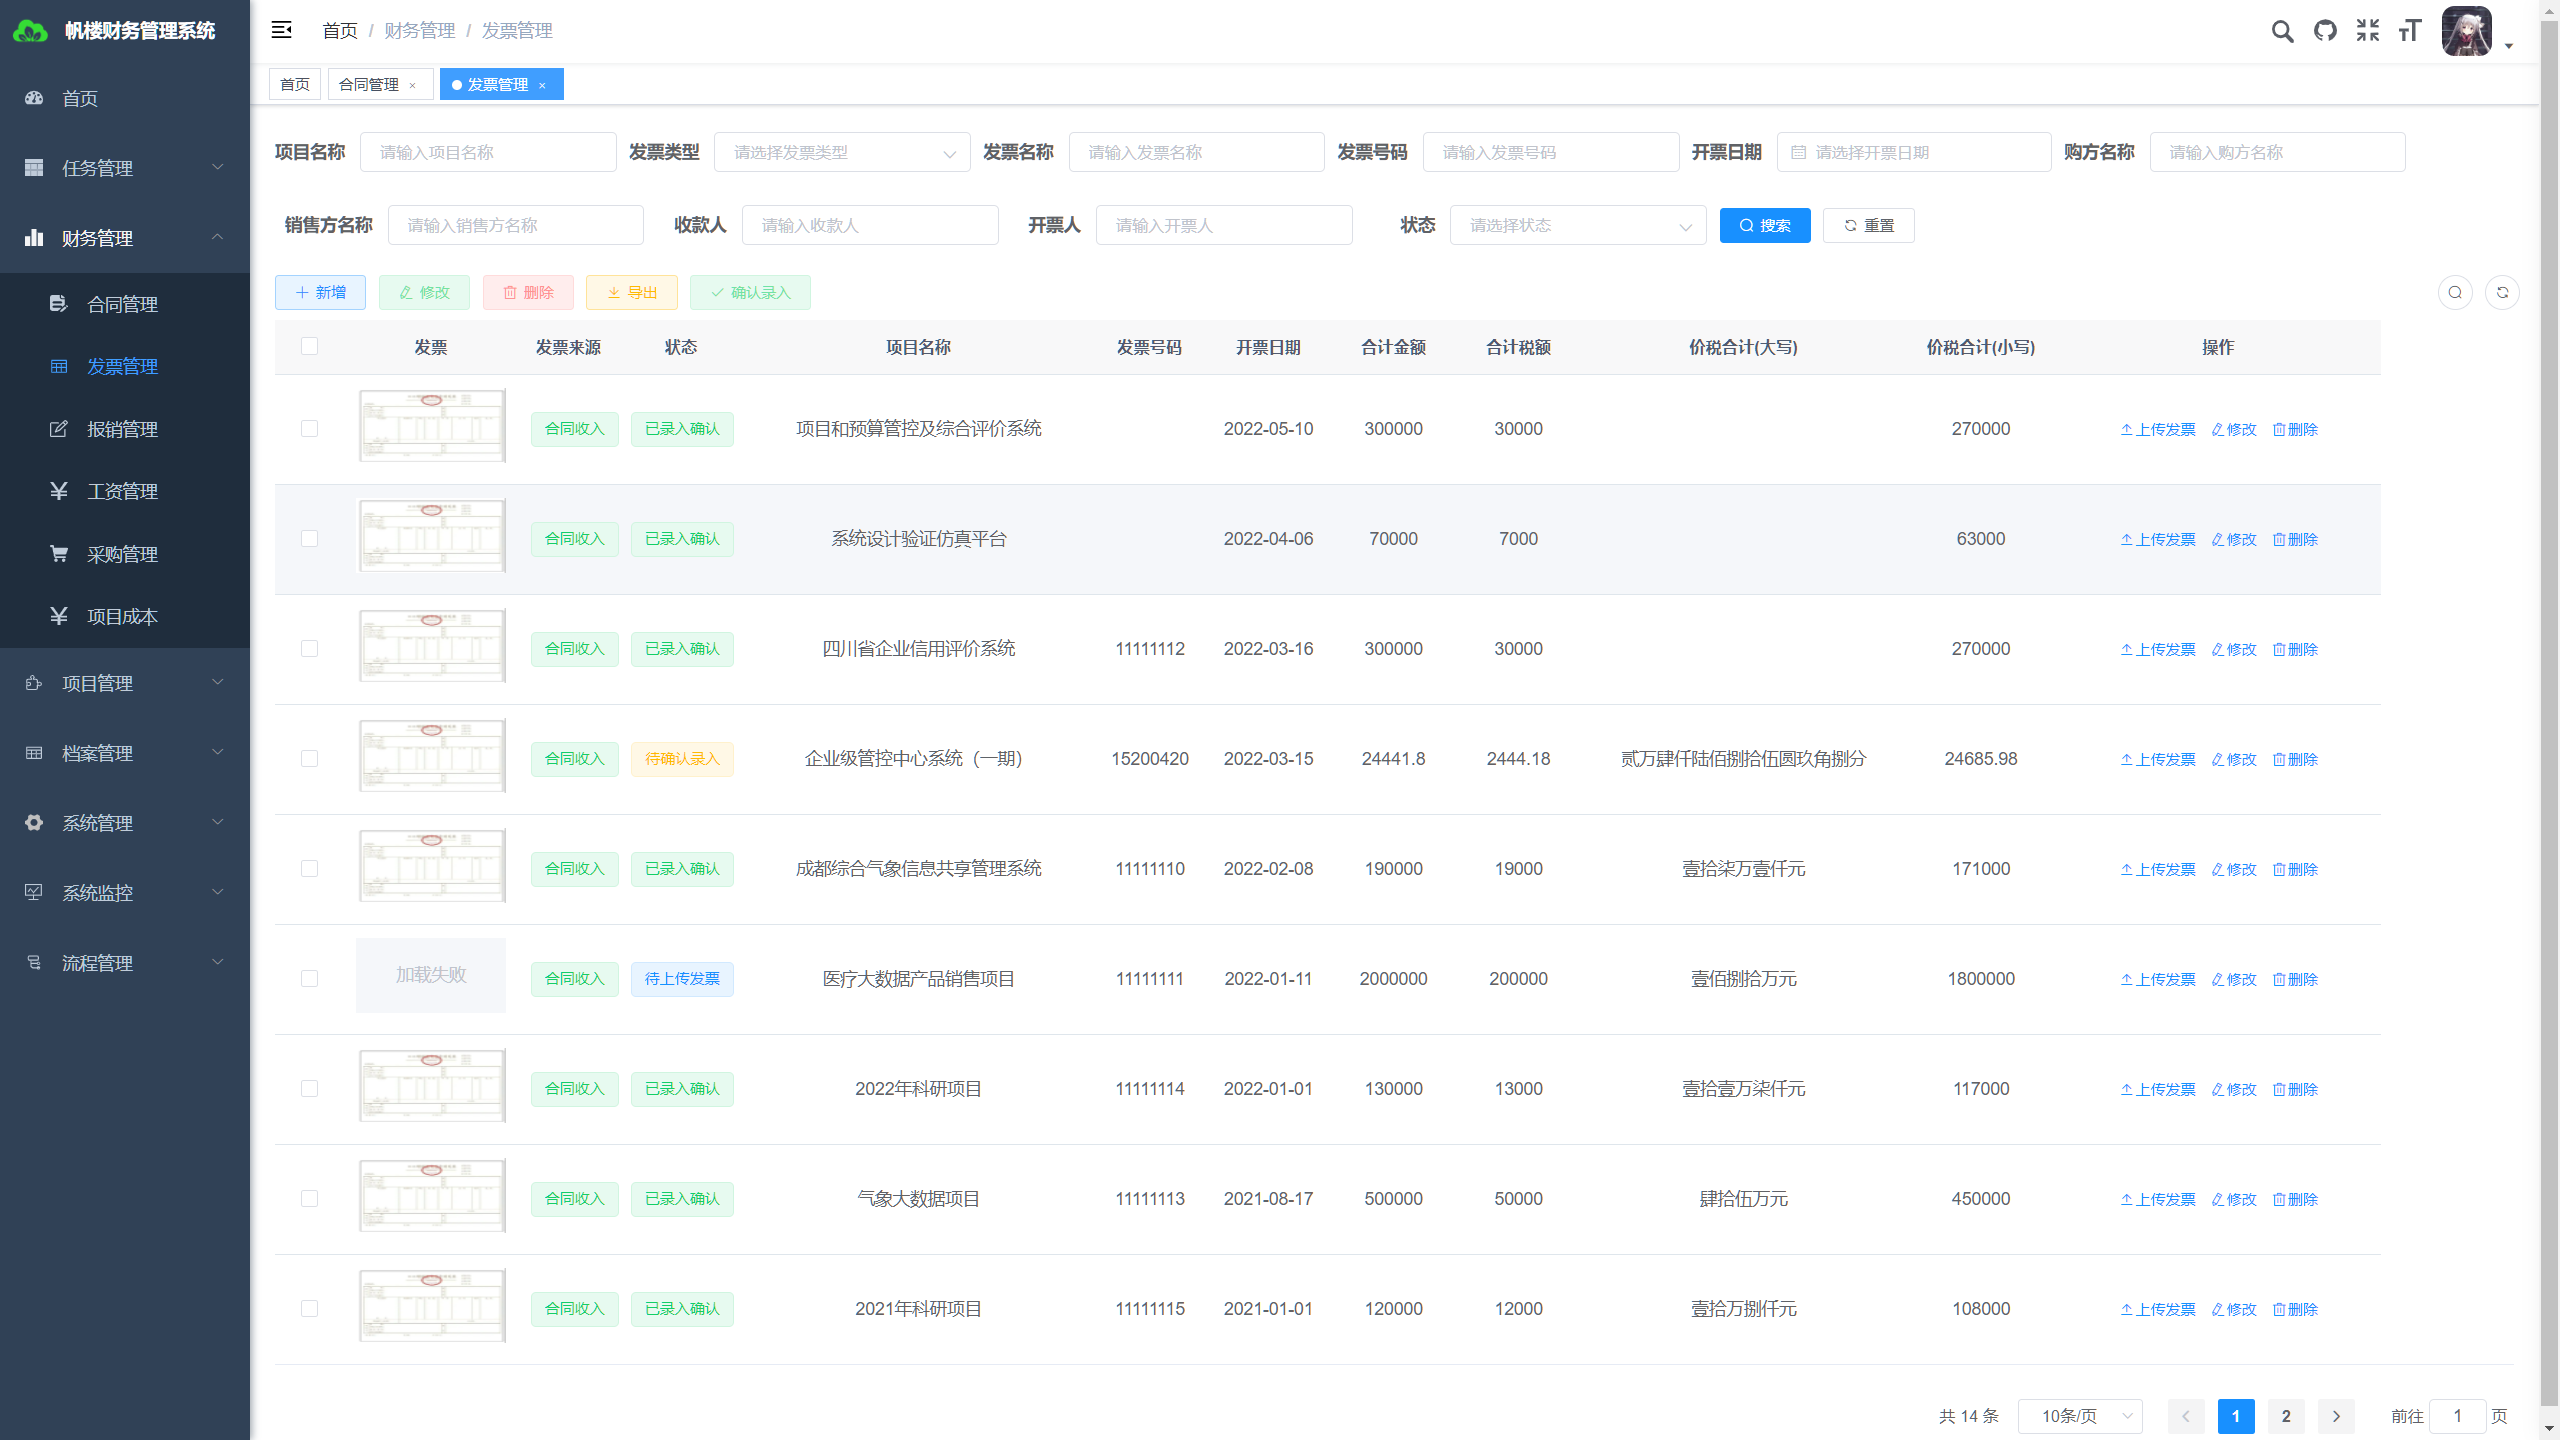 帆楼财务管理系统
首页 / 财务管理 / 发票管理
首页 合同管理 × 发票管理 ×
首页
任务管理
财务管理
合同管理
发票管理
报销管理
工资管理
采购管理
项目成本
项目管理
档案管理
系统管理
系统监控
流程管理
项目名称 请输入项目名称 发票类型 请选择发票类型 发票名称 请输入发票名称 发票号码 请输入发票号码 开票日期 请选择开票日期 购方名称 请输入购方名称
销售方名称 请输入销售方名称 收款人 请输入收款人 开票人 请输入开票人 状态 请选择状态 搜索 重置
新增 修改 删除 导出 确认录入
发票 发票来源 状态 项目名称 发票号码 开票日期 合计金额 合计税额 价税合计(大写) 价税合计(小写) 操作
合同收入 已录入确认 项目和预算管控及综合评价系统 2022-05-10 300000 30000 270000 上传发票 修改 删除
合同收入 已录入确认 系统设计验证仿真平台 2022-04-06 70000 7000 63000 上传发票 修改 删除
合同收入 已录入确认 四川省企业信用评价系统 11111112 2022-03-16 300000 30000 270000 上传发票 修改 删除
合同收入 待确认录入 企业级管控中心系统（一期） 15200420 2022-03-15 24441.8 2444.18 贰万肆仟陆佰捌拾伍圆玖角捌分 24685.98 上传发票 修改 删除
合同收入 已录入确认 成都综合气象信息共享管理系统 11111110 2022-02-08 190000 19000 壹拾柒万壹仟元 171000 上传发票 修改 删除
加载失败 合同收入 待上传发票 医疗大数据产品销售项目 11111111 2022-01-11 2000000 200000 壹佰捌拾万元 1800000 上传发票 修改 删除
合同收入 已录入确认 2022年科研项目 11111114 2022-01-01 130000 13000 壹拾壹万柒仟元 117000 上传发票 修改 删除
合同收入 已录入确认 气象大数据项目 11111113 2021-08-17 500000 50000 肆拾伍万元 450000 上传发票 修改 删除
合同收入 已录入确认 2021年科研项目 11111115 2021-01-01 120000 12000 壹拾万捌仟元 108000 上传发票 修改 删除
共 14 条 10条/页 1 2 前往 1 页